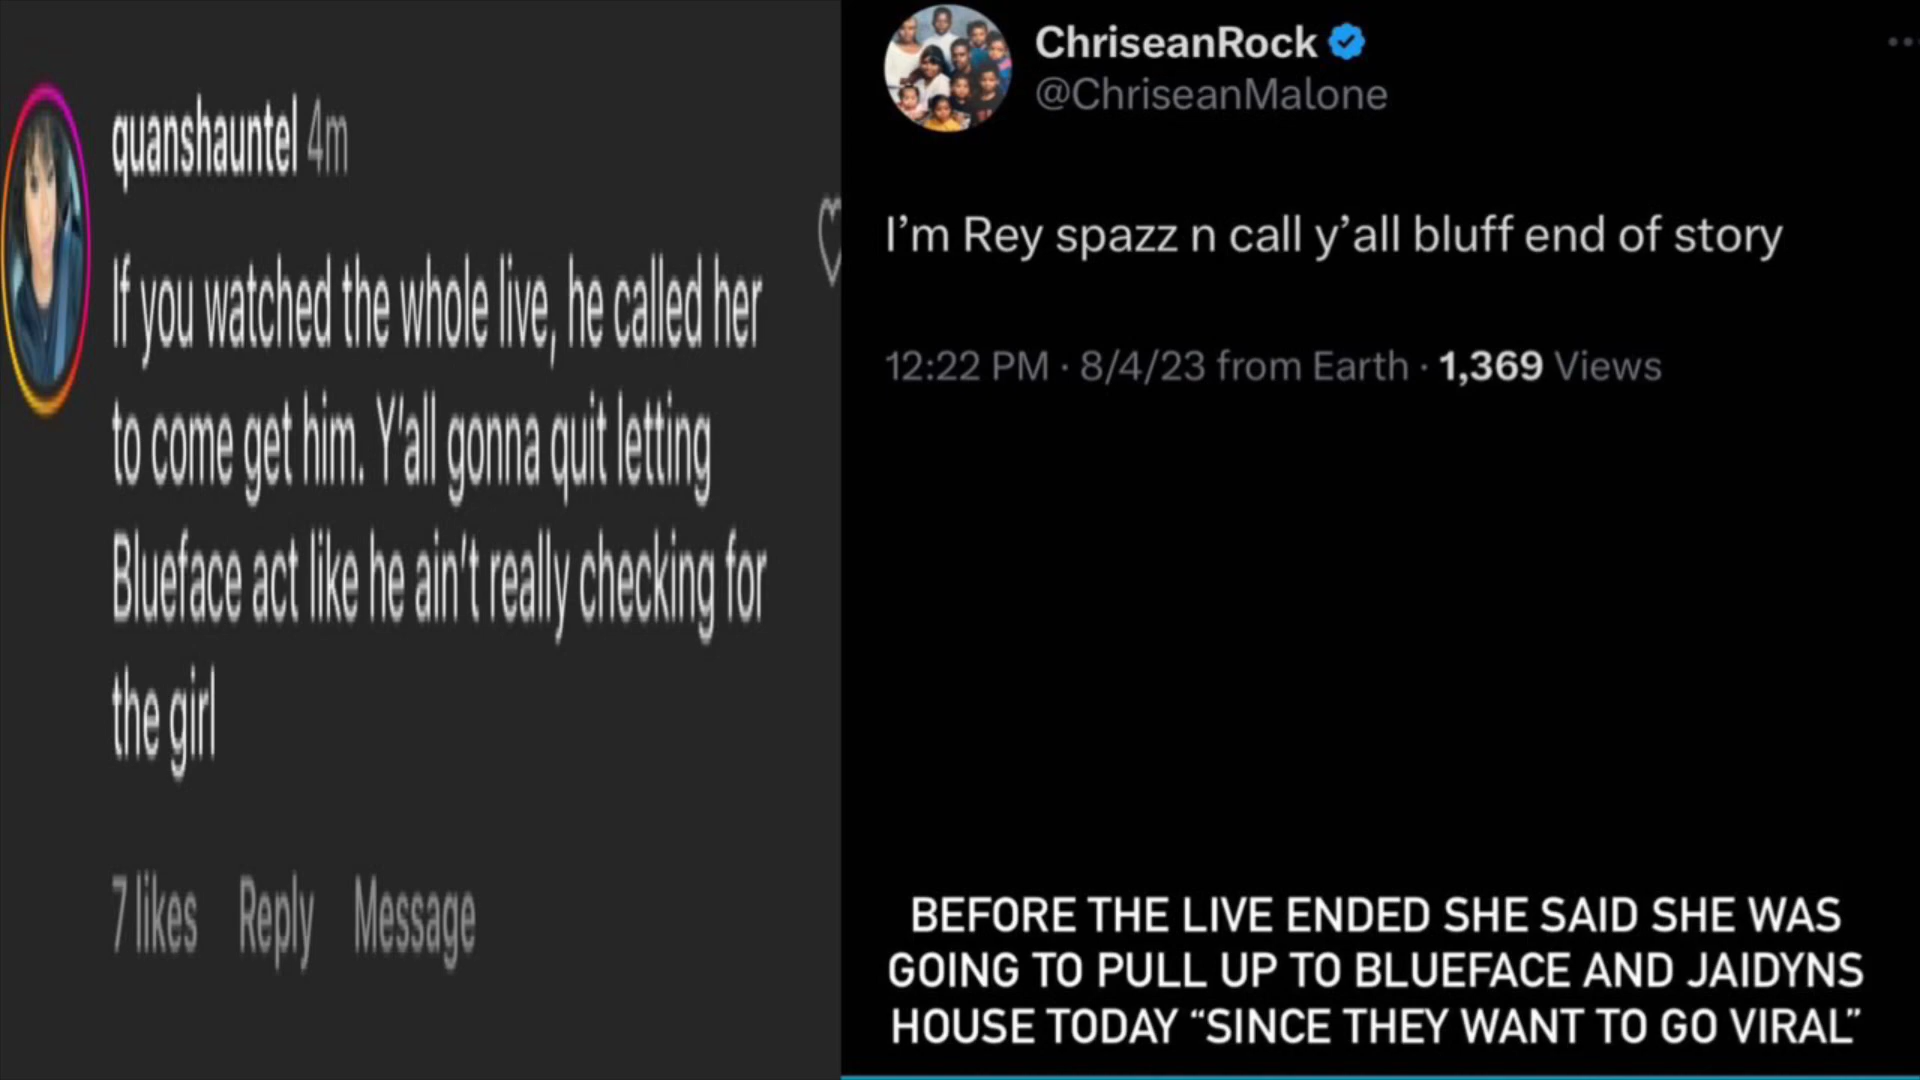 quanshauntel 4m
If you watched the whole live, he called her
to come get him. Y'all gonna quit letting
Blueface act like he ain't really checking for
the girl
7 likes Reply Message
ChriseanRock
@ChriseanMalone
I'm Rey spazz n call y'all bluff end of story
12:22 PM · 8/4/23 from Earth · 1,369 Views
BEFORE THE LIVE ENDED SHE SAID SHE WAS
GOING TO PULL UP TO BLUEFACE AND JAIDYNS
HOUSE TODAY “SINCE THEY WANT TO GO VIRAL”